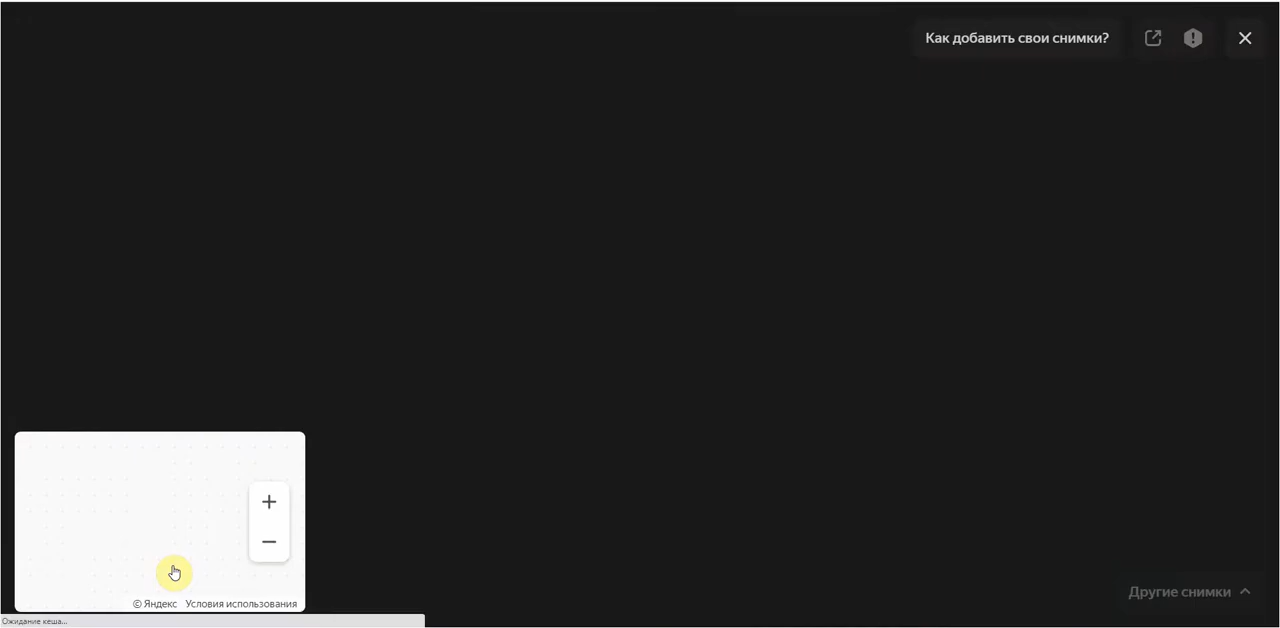 Как добавить свои снимки?
© Яндекс Условия использования
Другие снимки
Ожидание кеша...